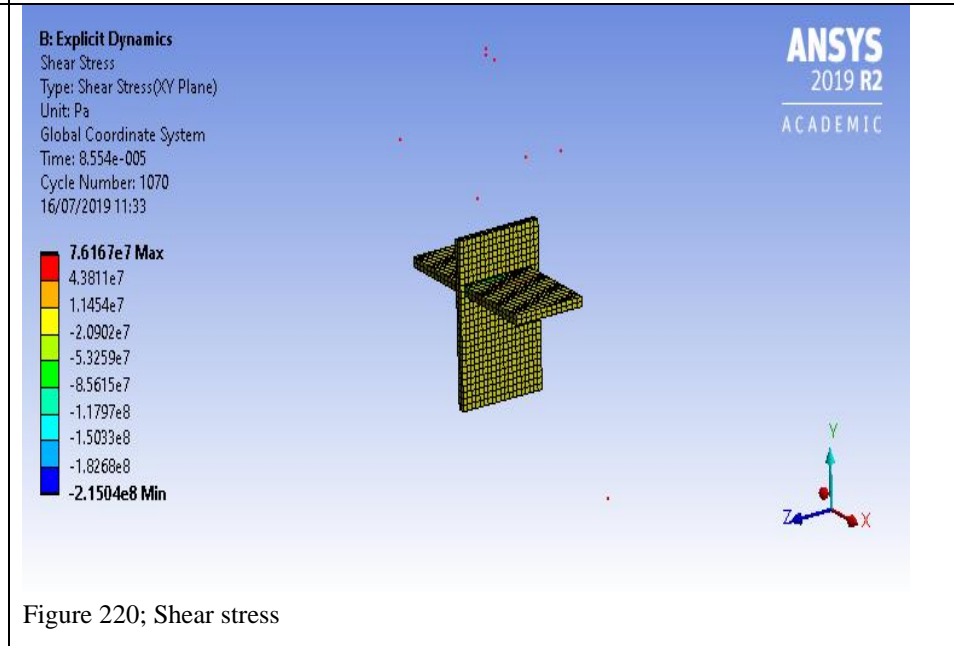 B: Explicit Dynamics
Shear Stress
Type: Shear Stress(XY Plane)
Unit: Pa
Global Coordinate System
Time: 8.554e-005
Cycle Number: 1070
16/07/2019 11:33
7.6167e7 Max
4.3811e7
1.1454e7
-2.0902e7
-5.3259e7
-8.5615e7
-1.1797e8
-1.5033e8
-1.8268e8
-2.1504e8 Min
ANSYS
2019 R2
ACADEMIC
Y
Z
X
Figure 220; Shear stress